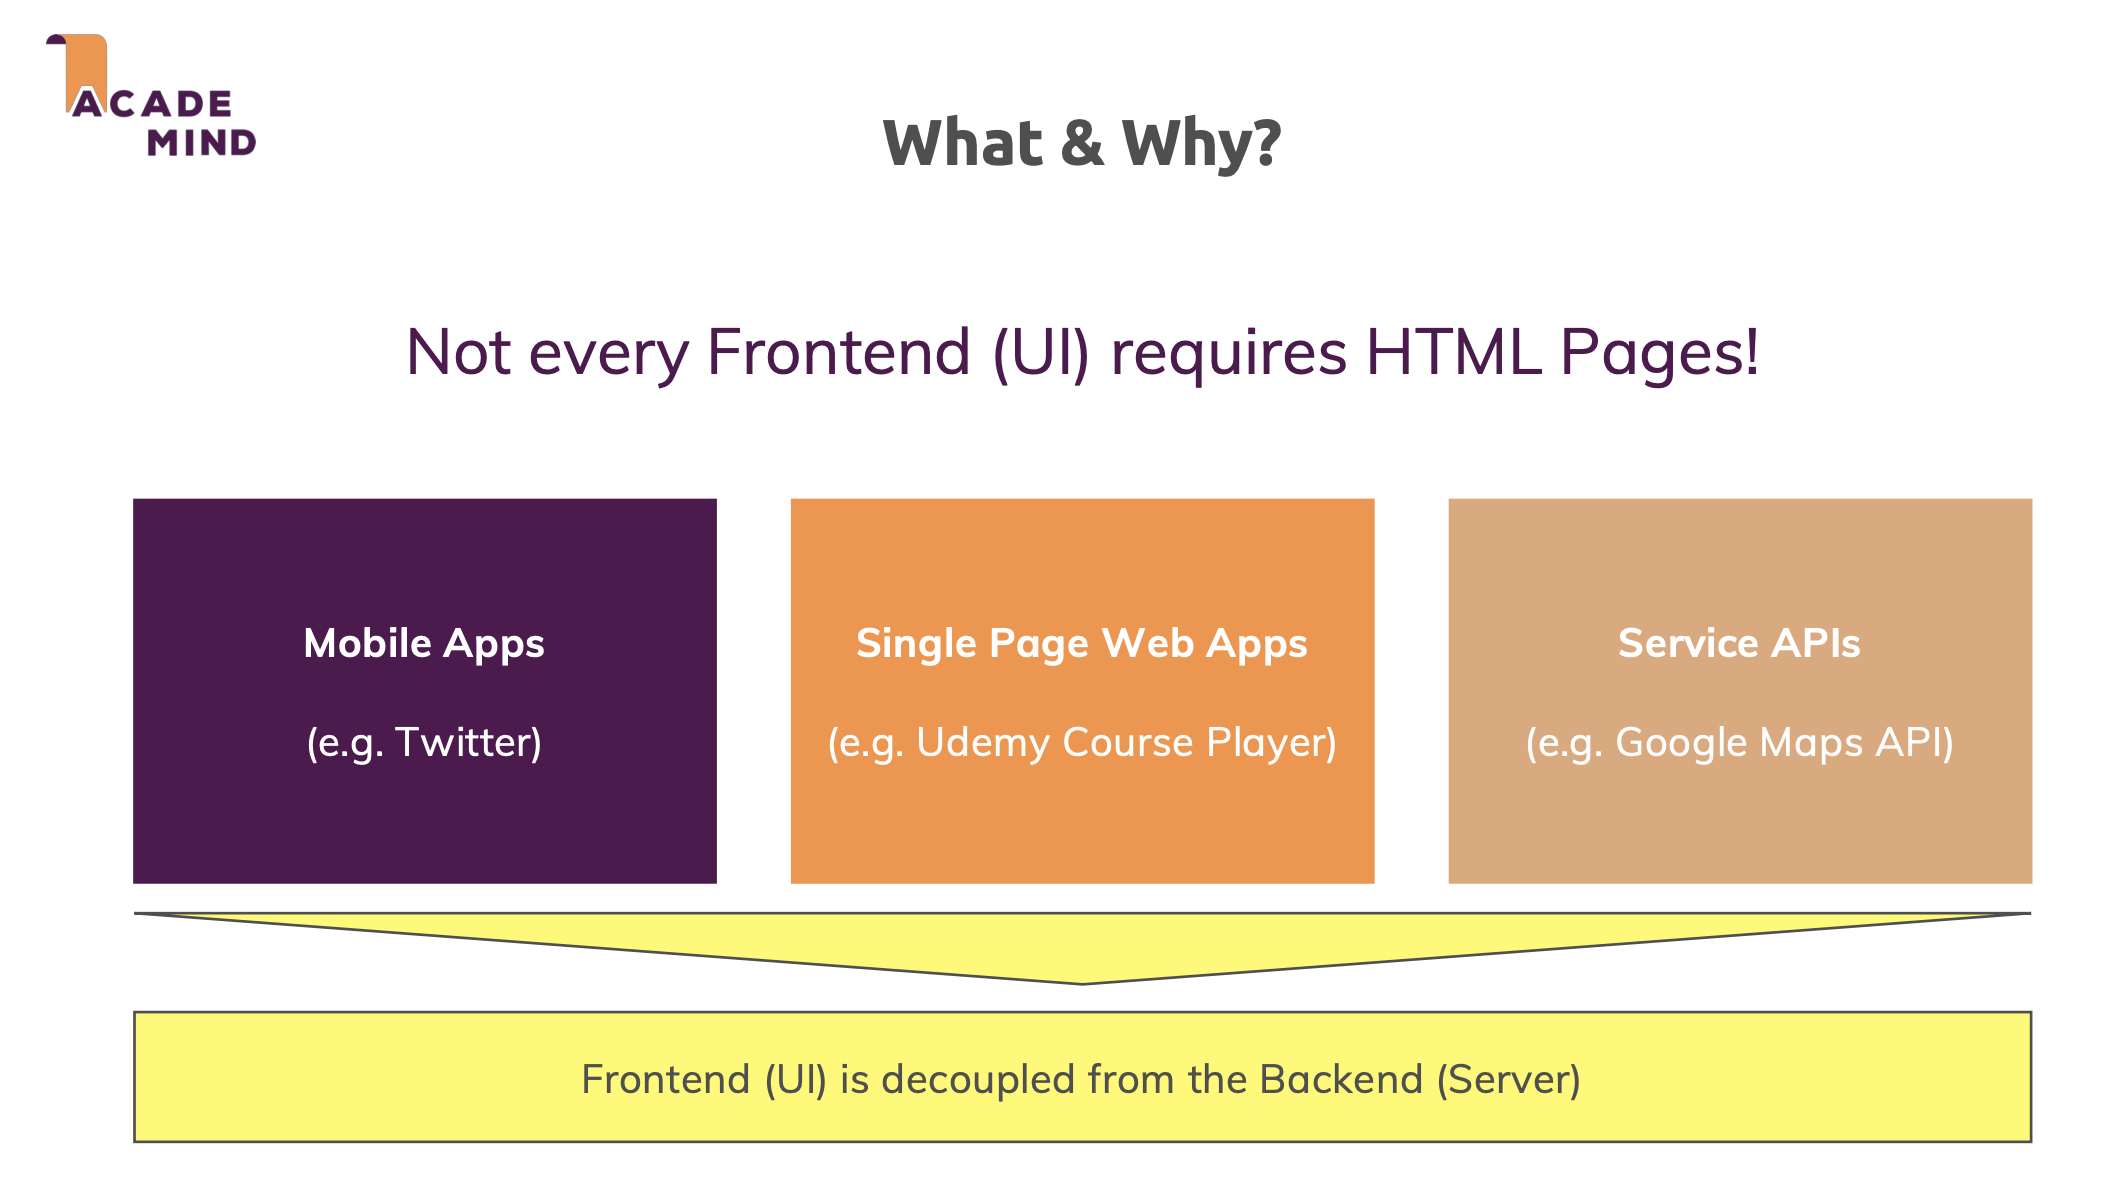 ACADE
MIND
What & Why?
Not every Frontend (UI) requires HTML Pages!
Mobile Apps
(e.g. Twitter)
Single Page Web Apps
(e.g. Udemy Course Player)
Service APIs
(e.g. Google Maps API)
Frontend (UI) is decoupled from the Backend (Server)